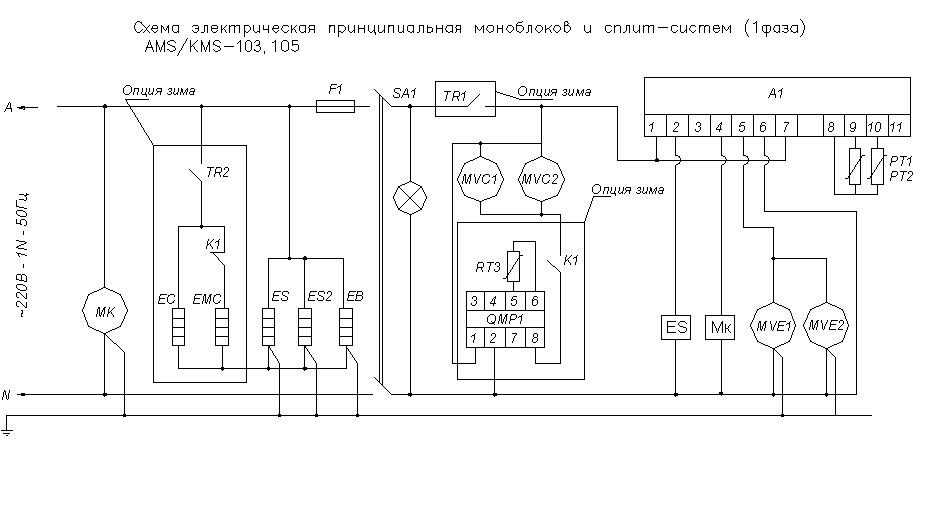 Схема электрическая принципиальная моноблоков и сплит-систем (1фаза)
AMS/KMS-103, 105
A
Опция зима
F1
SA1
TR1
Опция зима
A1
1 2 3 4 5 6 7 8 9 10 11
TR2
MVC1
MVC2
PT1
PT2
Опция зима
~220В - 1N - 50Гц
K1
RT3
K1
EC
EMC
ES
ES2
EB
3 4 5 6
QMP1
1 2 7 8
MK
ES
Мк
MVE1
MVE2
N